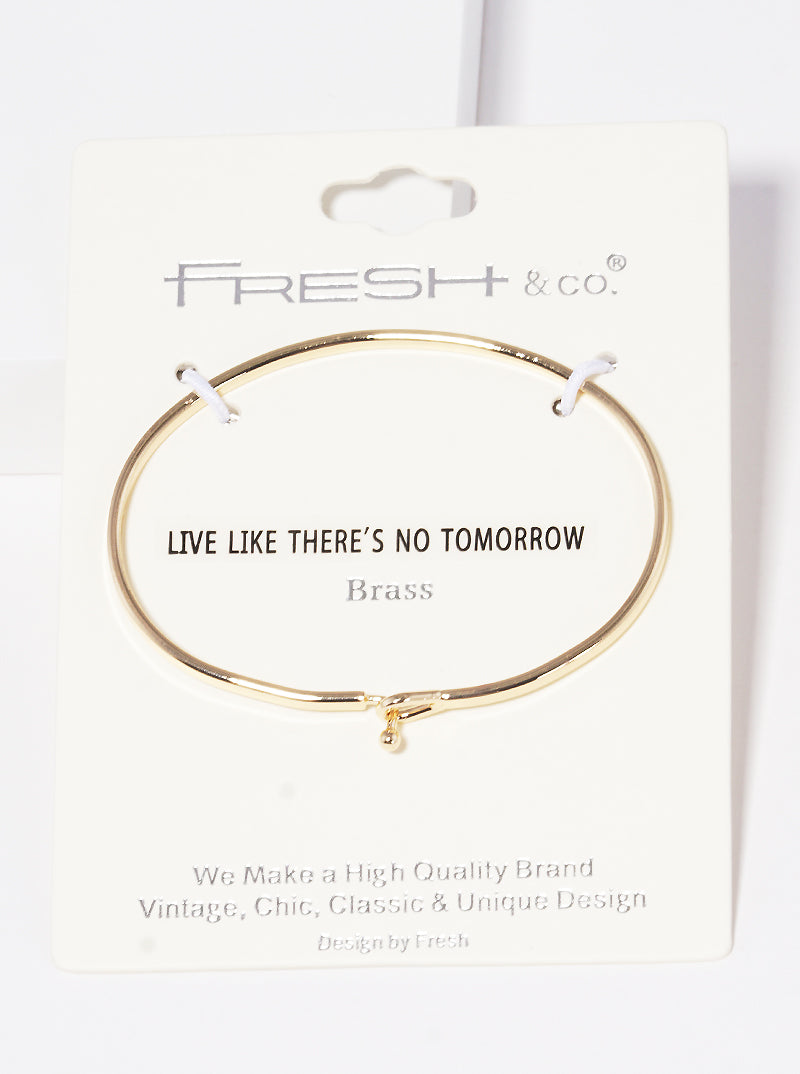 FRESH & CO.®
LIVE LIKE THERE'S NO TOMORROW
Brass
We Make a High Quality Brand
Vintage, Chic, Classic & Unique Design
Design by Fresh